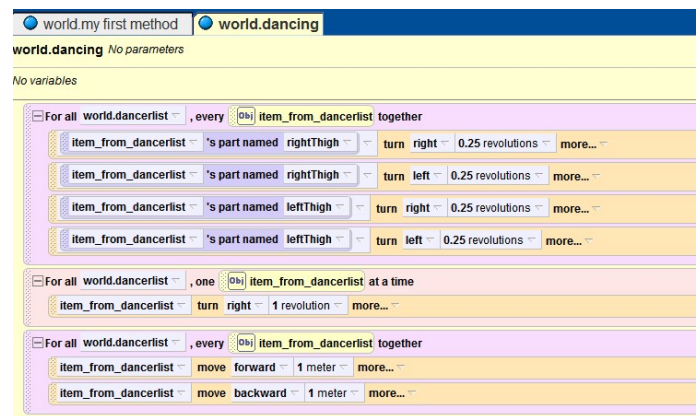 world.my first method world.dancing
world.dancing No parameters
No variables
For all world.dancerlist , every Obj item_from_dancerlist together
item_from_dancerlist 's part named rightThigh turn right 0.25 revolutions more...
item_from_dancerlist 's part named rightThigh turn left 0.25 revolutions more...
item_from_dancerlist 's part named leftThigh turn right 0.25 revolutions more...
item_from_dancerlist 's part named leftThigh turn left 0.25 revolutions more...
For all world.dancerlist , one Obj item_from_dancerlist at a time
item_from_dancerlist turn right 1 revolution more...
For all world.dancerlist , every Obj item_from_dancerlist together
item_from_dancerlist move forward 1 meter more...
item_from_dancerlist move backward 1 meter more...